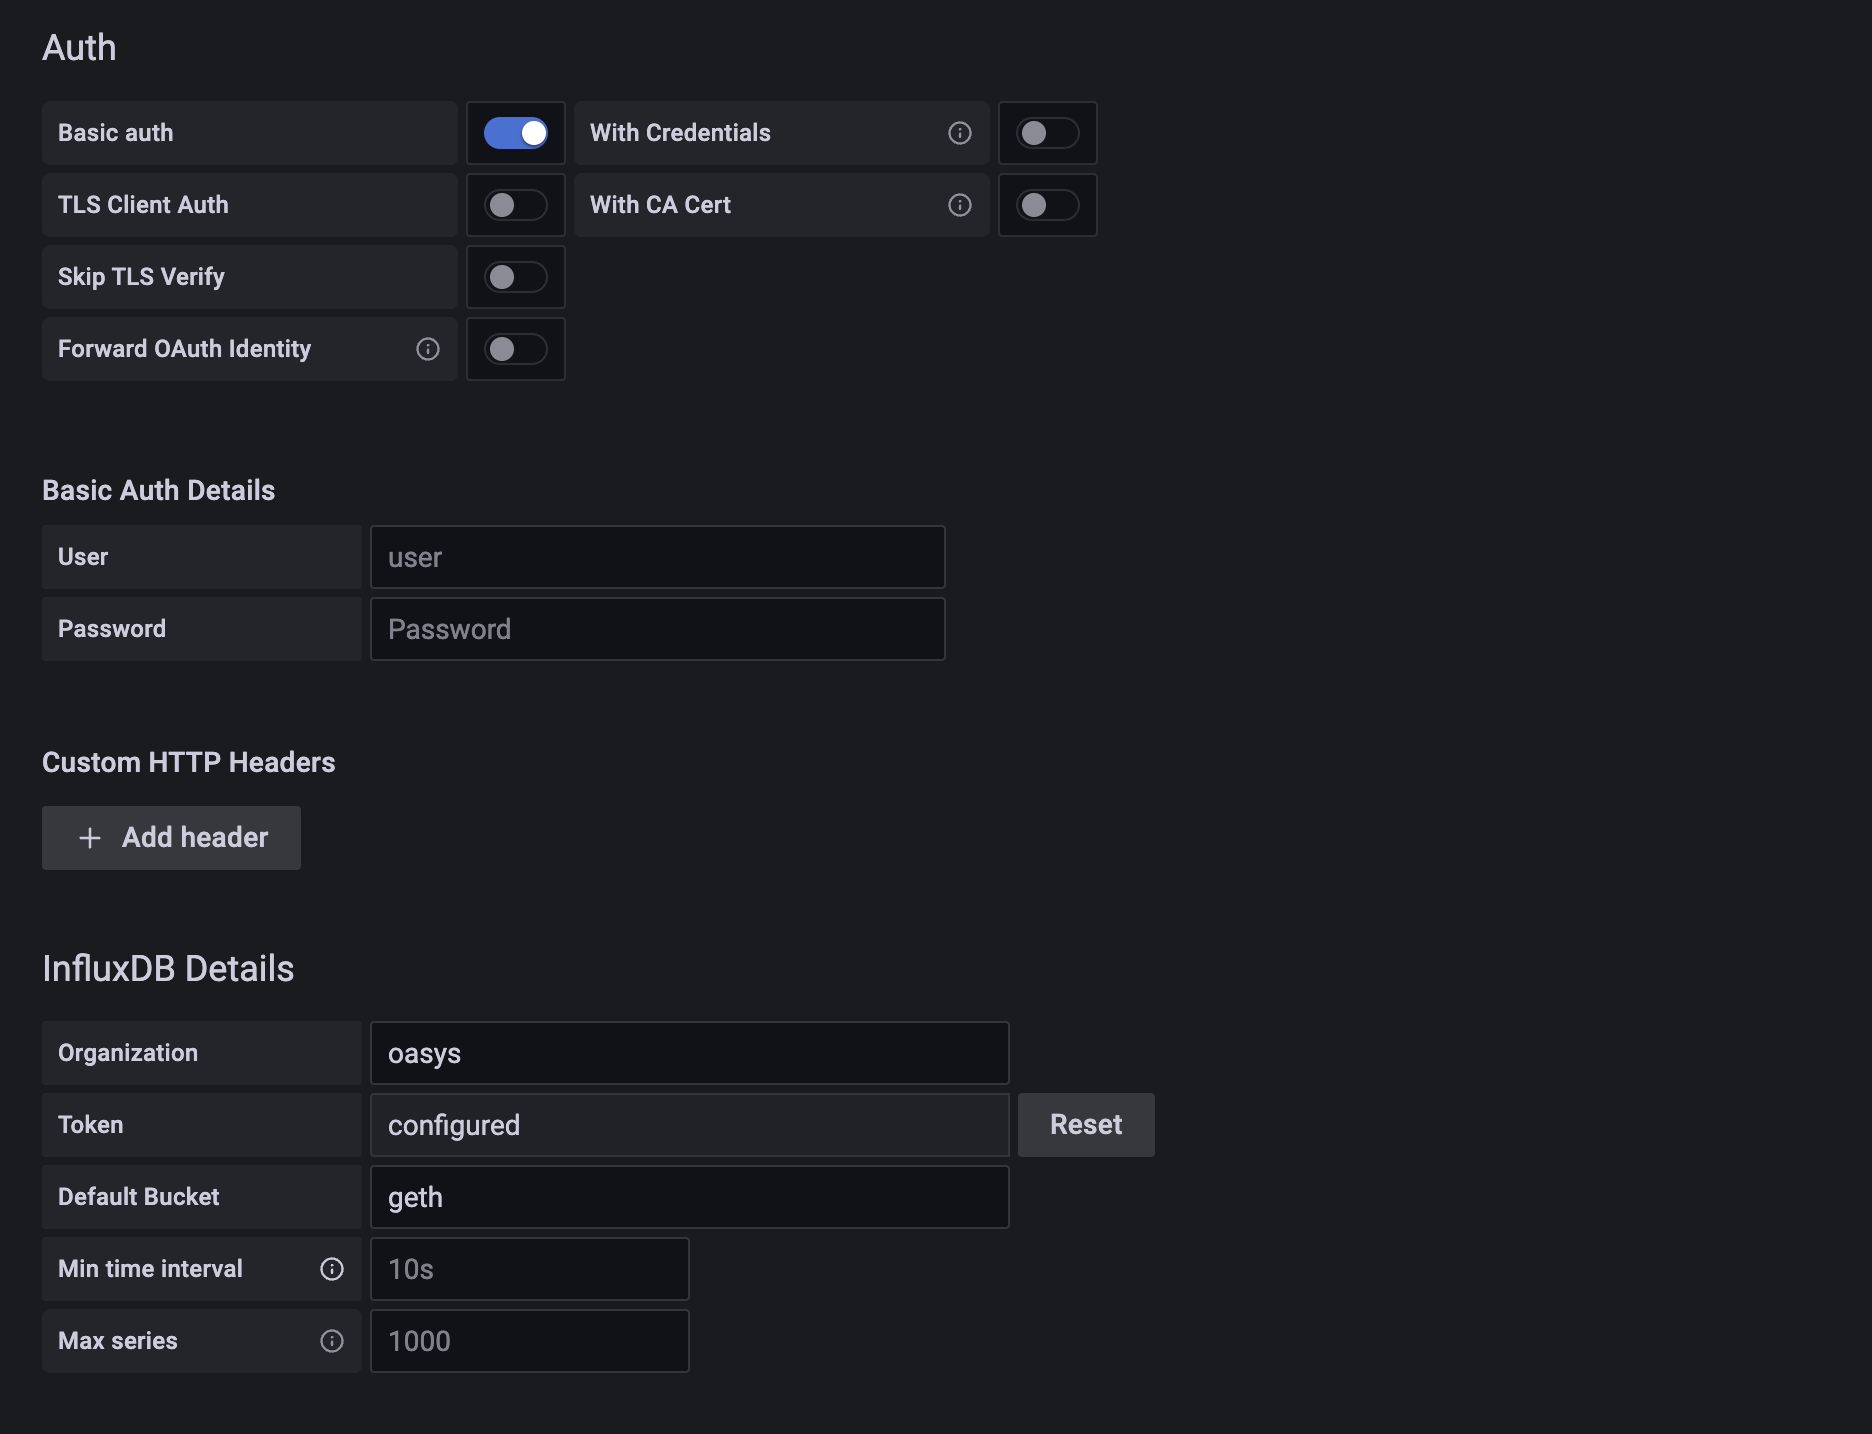 Auth
Basic auth
With Credentials
TLS Client Auth
With CA Cert
Skip TLS Verify
Forward OAuth Identity
Basic Auth Details
User
user
Password
Password
Custom HTTP Headers
Add header
InfluxDB Details
Organization
oasys
Token
configured
Reset
Default Bucket
geth
Min time interval
10s
Max series
1000